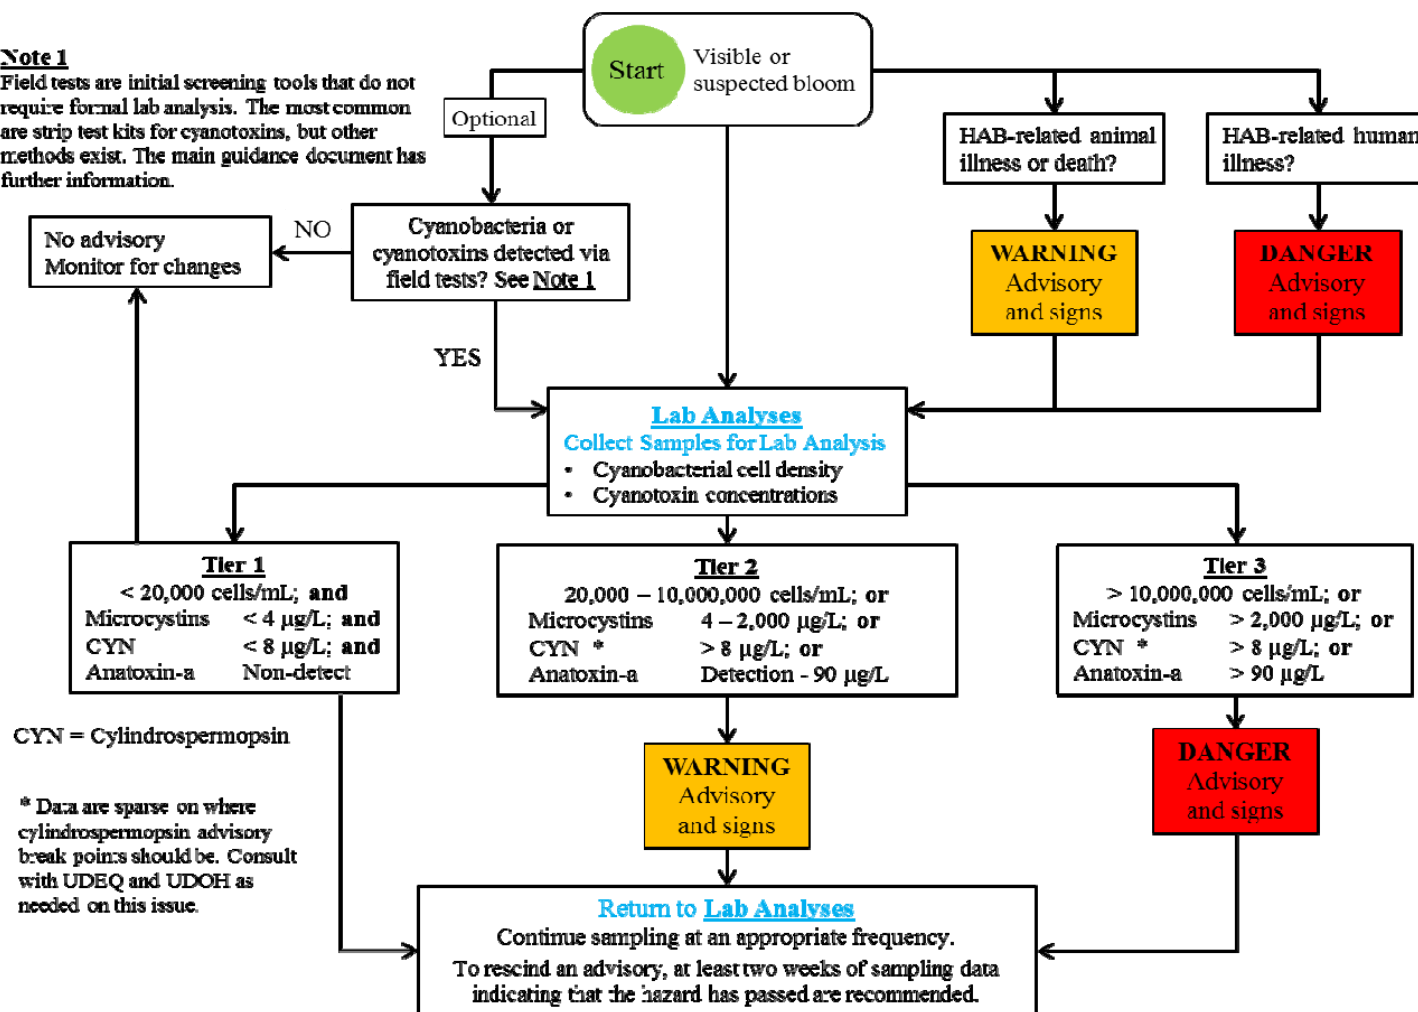 Note 1
Field tests are initial screening tools that do not
require formal lab analysis. The most common
are strip test kits for cyanotoxins, but other
methods exist. The main guidance document has
further information.
Start
Visible or
suspected bloom
Optional
HAB-related animal
illness or death?
HAB-related human
illness?
No advisory
Monitor for changes
NO
Cyanobacteria or
cyanotoxins detected via
field tests? See Note 1
WARNING
Advisory
and signs
DANGER
Advisory
and signs
YES
Lab Analyses
Collect Samples for Lab Analysis
• Cyanobacterial cell density
• Cyanotoxin concentrations
Tier 1
< 20,000 cells/mL; and
Microcystins < 4 µg/L; and
CYN < 8 µg/L; and
Anatoxin-a Non-detect
Tier 2
20,000 – 10,000,000 cells/mL; or
Microcystins 4 – 2,000 µg/L; or
CYN * > 8 µg/L; or
Anatoxin-a Detection - 90 µg/L
Tier 3
> 10,000,000 cells/mL; or
Microcystins > 2,000 µg/L; or
CYN * > 8 µg/L; or
Anatoxin-a > 90 µg/L
CYN = Cylindrospermopsin
* Data are sparse on where
cylindrospermopsin advisory
break points should be. Consult
with UDEQ and UDOH as
needed on this issue.
WARNING
Advisory
and signs
DANGER
Advisory
and signs
Return to Lab Analyses
Continue sampling at an appropriate frequency.
To rescind an advisory, at least two weeks of sampling data
indicating that the hazard has passed are recommended.